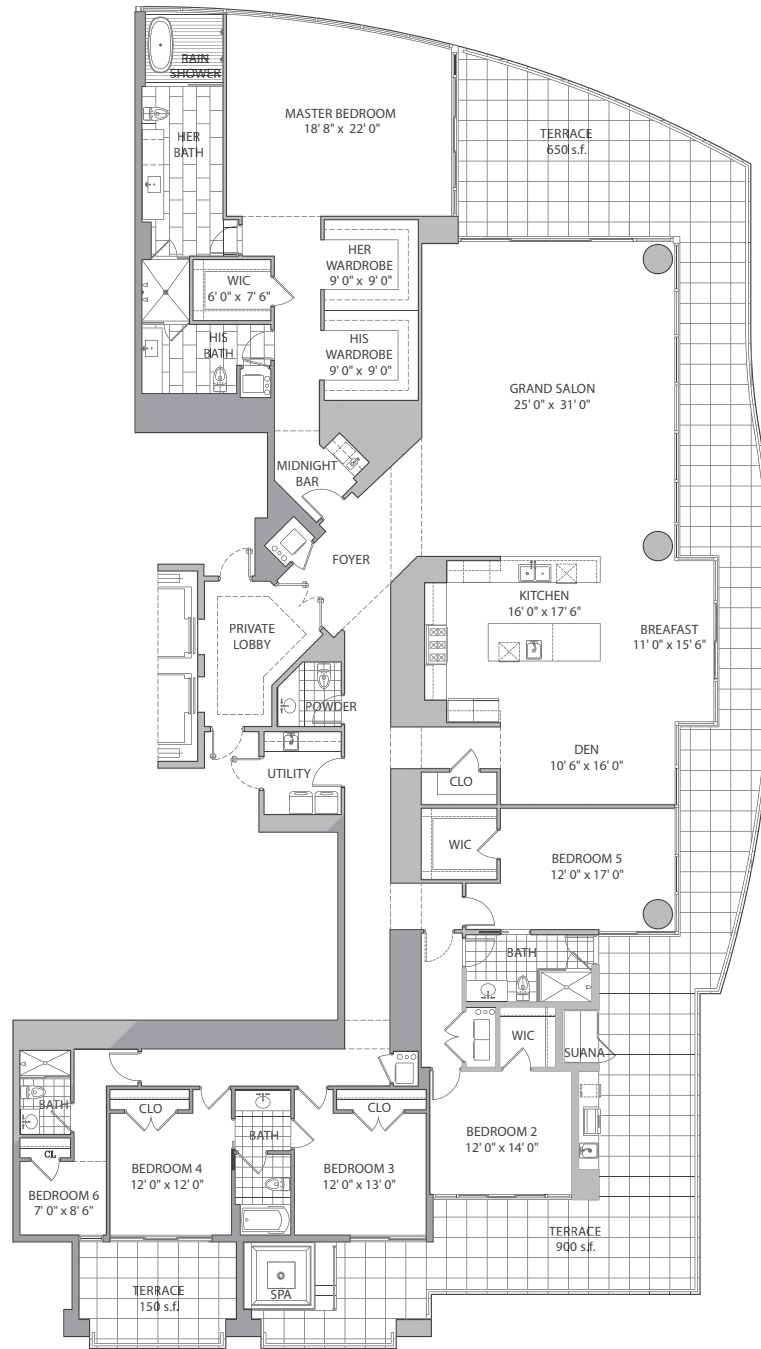 RAIN
SHOWER
MASTER BEDROOM
18' 8" x 22' 0"
TERRACE
650 s.f.
HER
BATH
HER
WARDROBE
9' 0" x 9' 0"
WIC
6' 0" x 7' 6"
HIS
BATH
HIS
WARDROBE
9' 0" x 9' 0"
GRAND SALON
25' 0" x 31' 0"
MIDNIGHT
BAR
FOYER
KITCHEN
16' 0" x 17' 6"
PRIVATE
LOBBY
BREAFAST
11' 0" x 15' 6"
POWDER
DEN
10' 6" x 16' 0"
UTILITY
CLO
WIC
BEDROOM 5
12' 0" x 17' 0"
BATH
WIC
SUANA
BATH
CLO
BATH
CLO
BEDROOM 2
12' 0" x 14' 0"
CL
BEDROOM 4
12' 0" x 12' 0"
BEDROOM 3
12' 0" x 13' 0"
BEDROOM 6
7' 0" x 8' 6"
TERRACE
900 s.f.
TERRACE
150 s.f.
SPA